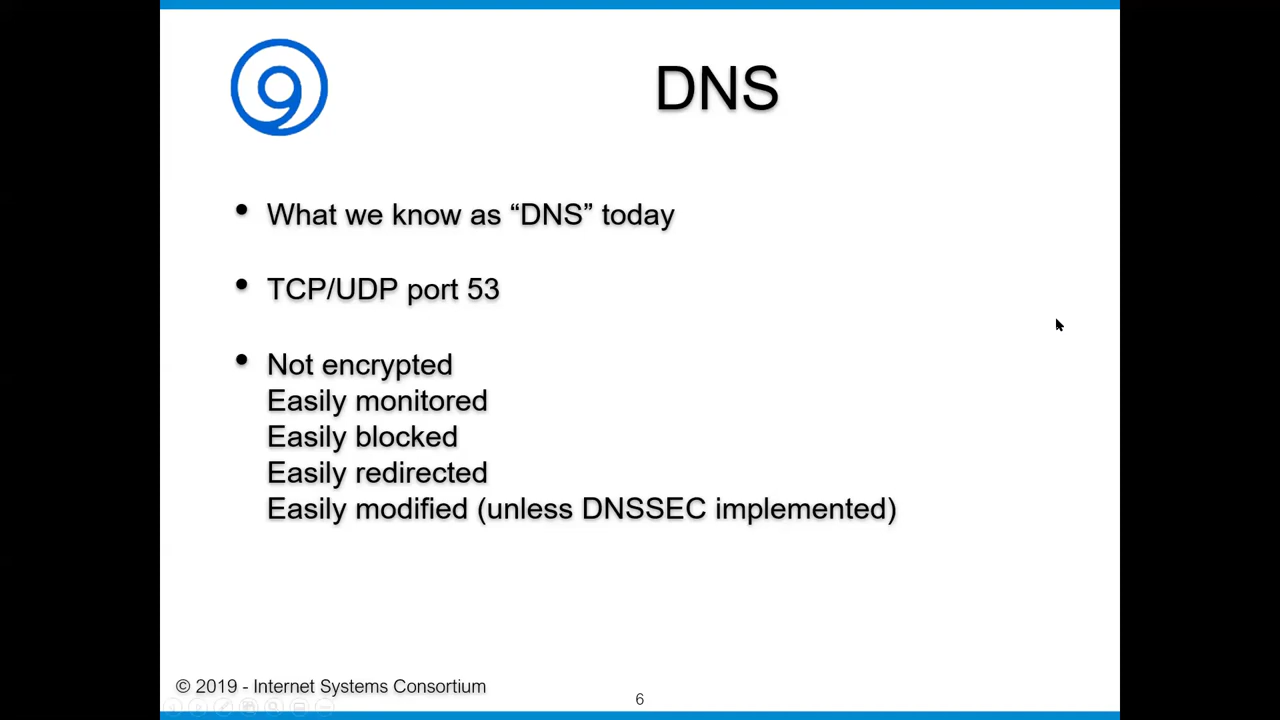 9
DNS
• What we know as “DNS” today
• TCP/UDP port 53
• Not encrypted
Easily monitored
Easily blocked
Easily redirected
Easily modified (unless DNSSEC implemented)
© 2019 - Internet Systems Consortium
6